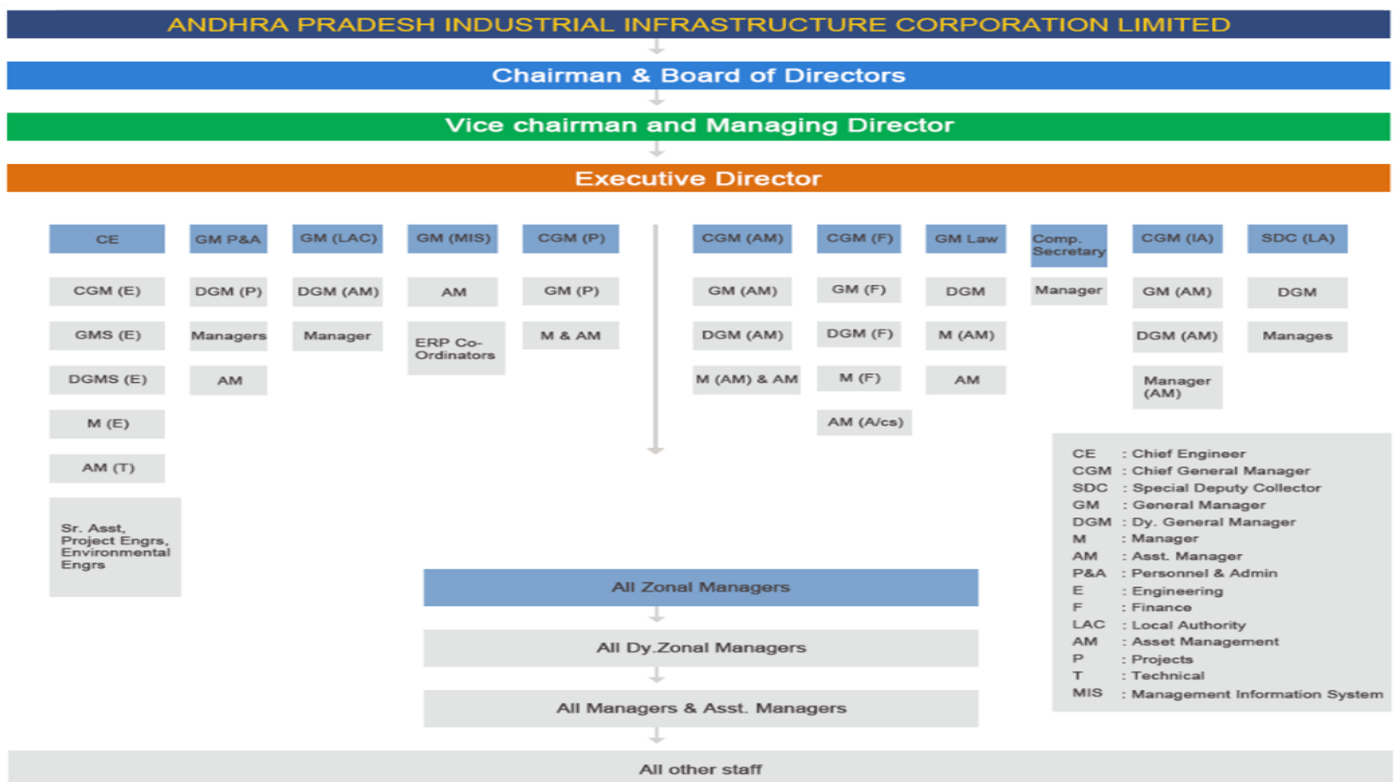 ANDHRA PRADESH INDUSTRIAL INFRASTRUCTURE CORPORATION LIMITED
Chairman & Board of Directors
Vice chairman and Managing Director
Executive Director
CE
CGM (E)
GMS (E)
DGMS (E)
M (E)
AM (T)
Sr. Asst,
Project Engrs,
Environmental
Engrs
GM P&A
DGM (P)
Managers
AM
GM (LAC)
DGM (AM)
Manager
GM (MIS)
AM
ERP Co-
Ordinators
CGM (P)
GM (P)
M & AM
CGM (AM)
GM (AM)
DGM (AM)
M (AM) & AM
CGM (F)
GM (F)
DGM (F)
M (F)
AM (A/cs)
GM Law
DGM
M (AM)
AM
Comp.
Secretary
Manager
CGM (IA)
GM (AM)
DGM (AM)
Manager
(AM)
SDC (LA)
DGM
Manages
CE : Chief Engineer
CGM : Chief General Manager
SDC : Special Deputy Collector
GM : General Manager
DGM : Dy. General Manager
M : Manager
AM : Asst. Manager
P&A : Personnel & Admin
E : Engineering
F : Finance
LAC : Local Authority
AM : Asset Management
P : Projects
T : Technical
MIS : Management Information System
All Zonal Managers
All Dy.Zonal Managers
All Managers & Asst. Managers
All other staff